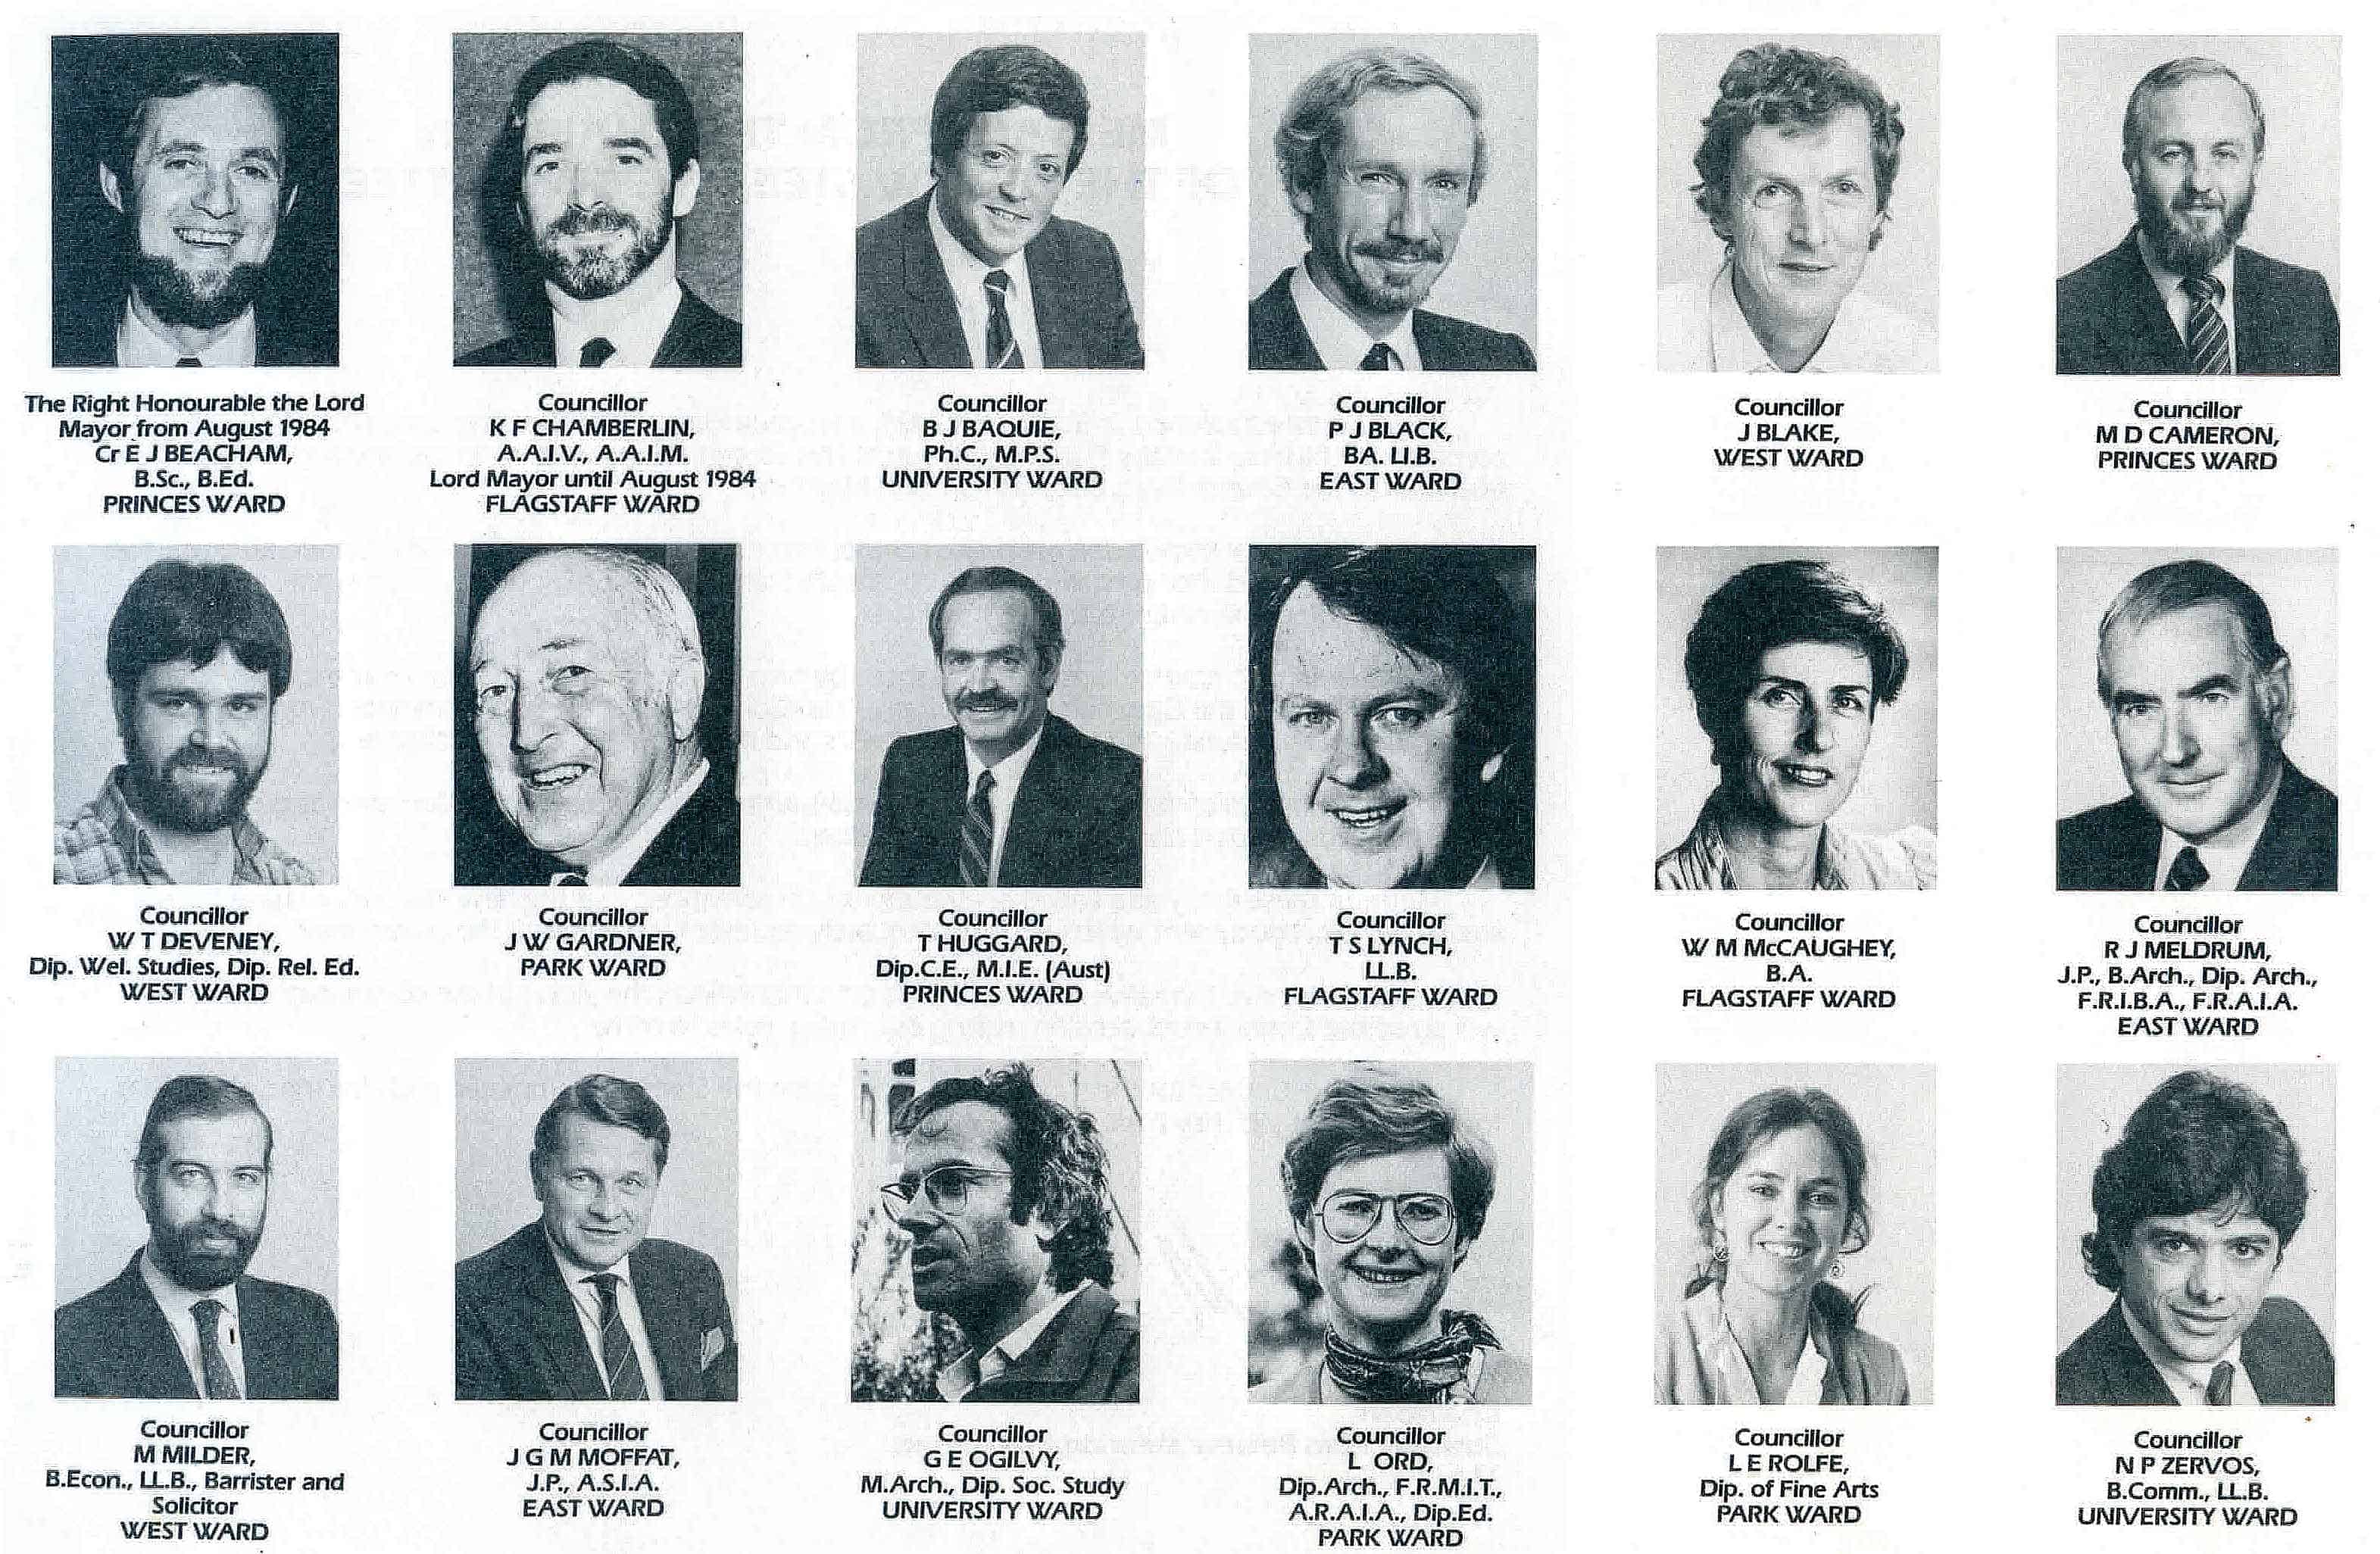 The Right Honourable the Lord
Mayor from August 1984
Cr E J BEACHAM,
B.Sc., B.Ed.
PRINCES WARD
Councillor
K F CHAMBERLIN,
A.A.I.V., A.A.I.M.
Lord Mayor until August 1984
FLAGSTAFF WARD
Councillor
B J BAQUIE,
Ph.C., M.P.S.
UNIVERSITY WARD
Councillor
P J BLACK,
BA. Ll.B.
EAST WARD
Councillor
J BLAKE,
WEST WARD
Councillor
M D CAMERON,
PRINCES WARD
Councillor
W T DEVENEY,
Dip. Wel. Studies, Dip. Rel. Ed.
WEST WARD
Councillor
J W GARDNER,
PARK WARD
Councillor
T HUGGARD,
Dip.C.E., M.I.E. (Aust)
PRINCES WARD
Councillor
T S LYNCH,
LL.B.
FLAGSTAFF WARD
Councillor
W M McCAUGHEY,
B.A.
FLAGSTAFF WARD
Councillor
R J MELDRUM,
J.P., B.Arch., Dip. Arch.,
F.R.I.B.A., F.R.A.I.A.
EAST WARD
Councillor
M MILDER,
B.Econ., LL.B., Barrister and
Solicitor
WEST WARD
Councillor
J G M MOFFAT,
J.P., A.S.I.A.
EAST WARD
Councillor
G E OGILVY,
M.Arch., Dip. Soc. Study
UNIVERSITY WARD
Councillor
L ORD,
Dip.Arch., F.R.M.I.T.,
A.R.A.I.A., Dip.Ed.
PARK WARD
Councillor
L E ROLFE,
Dip. of Fine Arts
PARK WARD
Councillor
N P ZERVOS,
B.Comm., LL.B.
UNIVERSITY WARD